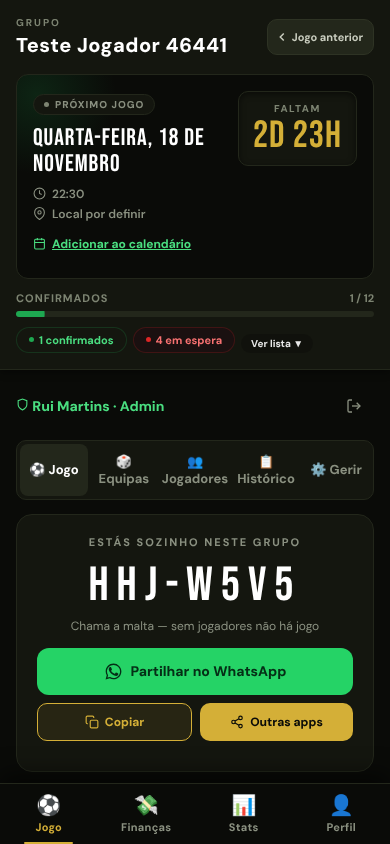 GRUPO
Teste Jogador 46441
Jogo anterior
PRÓXIMO JOGO
QUARTA-FEIRA, 18 DE
NOVEMBRO
FALTAM
2D 23H
22:30
Local por definir
Adicionar ao calendário
CONFIRMADOS
1 / 12
1 confirmados
4 em espera
Ver lista ▼
Rui Martins · Admin
Jogo
Equipas
Jogadores
Histórico
Gerir
ESTÁS SOZINHO NESTE GRUPO
HHJ-W5V5
Chama a malta — sem jogadores não há jogo
Partilhar no WhatsApp
Copiar
Outras apps
Jogo
Finanças
Stats
Perfil